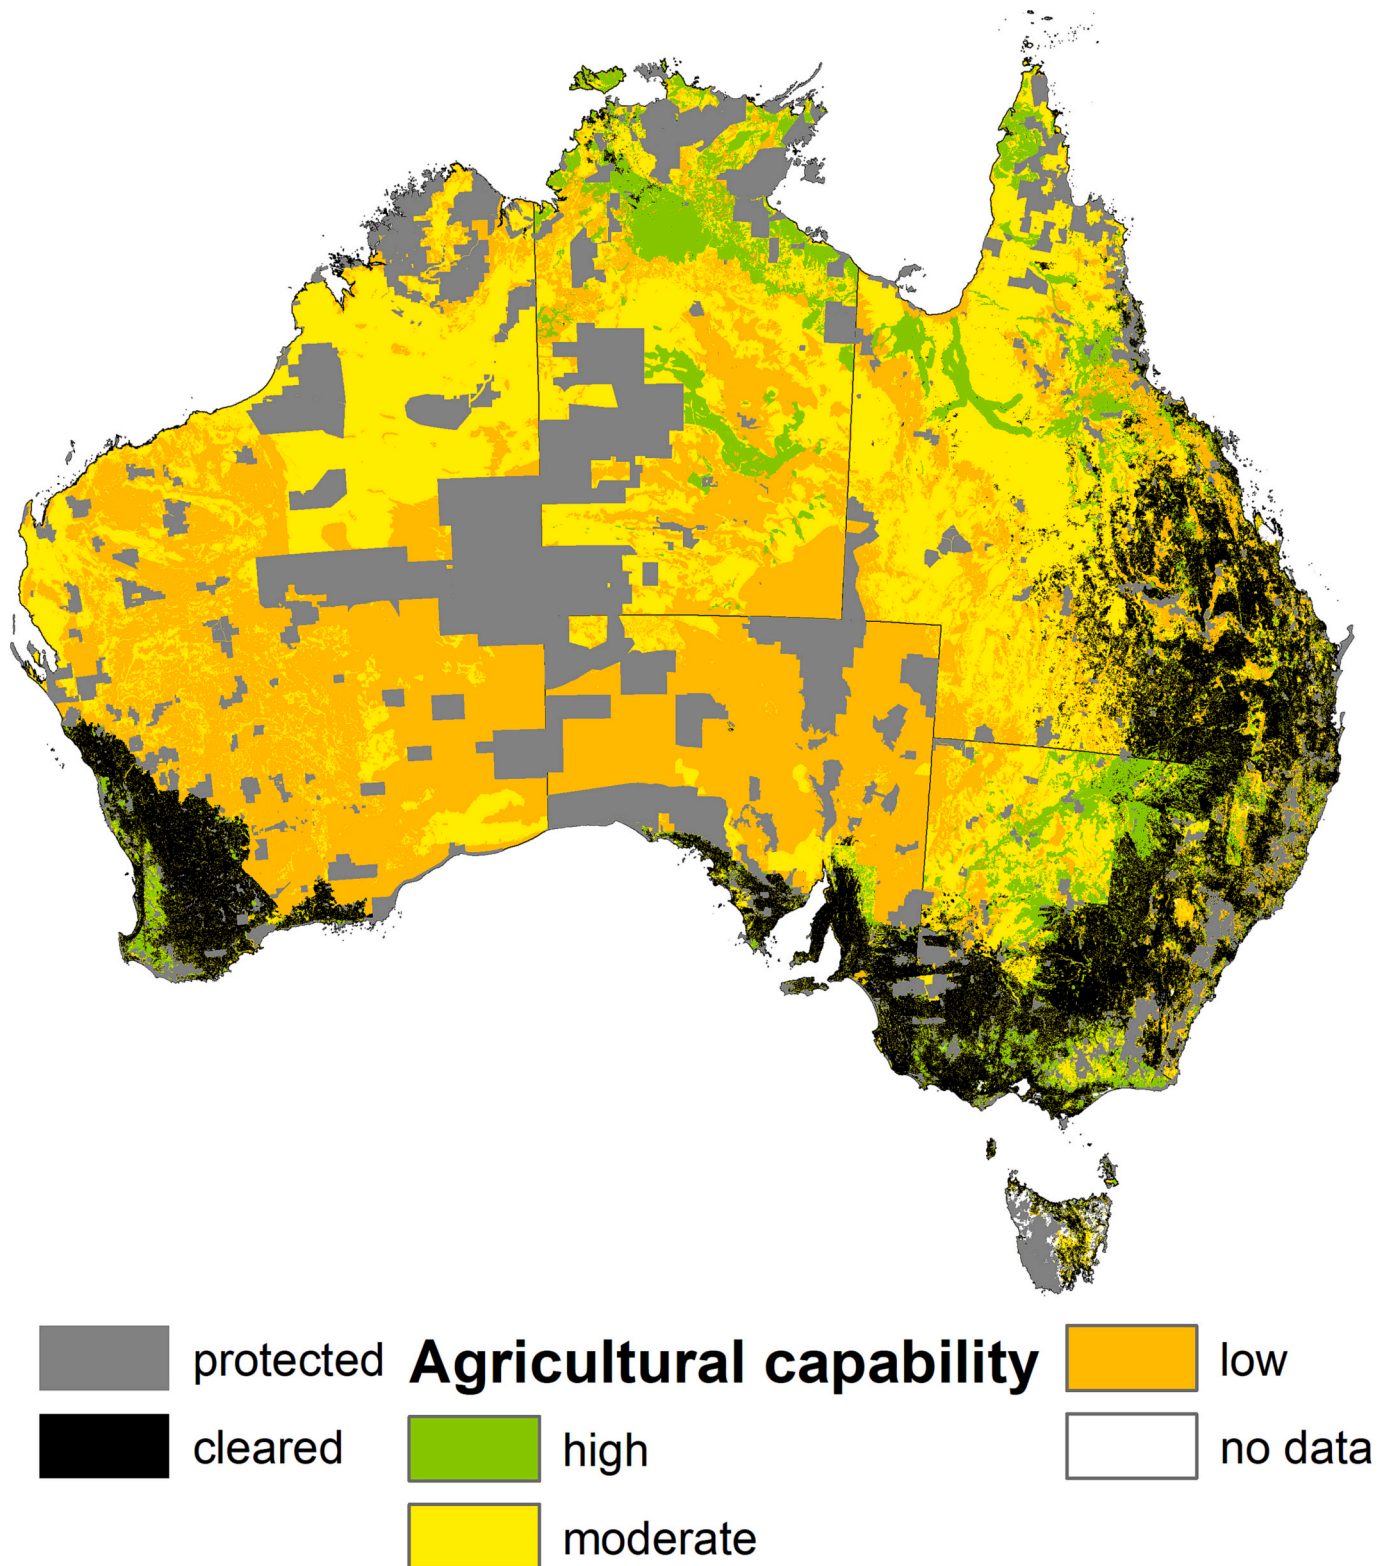 protected
Agricultural capability
low
cleared
high
no data
moderate